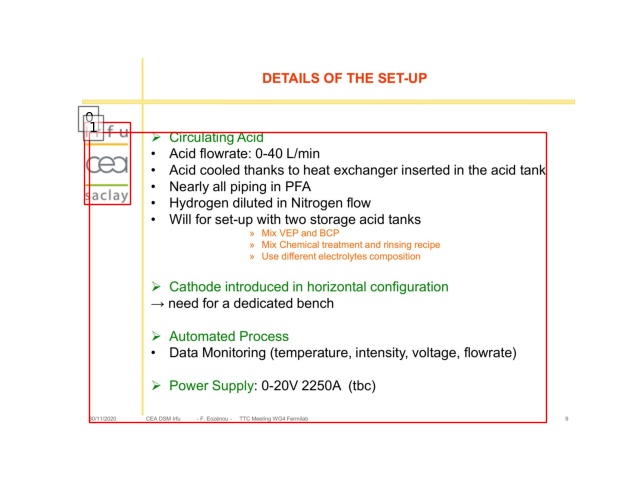 DETAILS OF THE SET-UP
0
1
irfu
cea
saclay
➢ Circulating Acid
• Acid flowrate: 0-40 L/min
• Acid cooled thanks to heat exchanger inserted in the acid tank
• Nearly all piping in PFA
• Hydrogen diluted in Nitrogen flow
• Will for set-up with two storage acid tanks
» Mix VEP and BCP
» Mix Chemical treatment and rinsing recipe
» Use different electrolytes composition
➢ Cathode introduced in horizontal configuration
→ need for a dedicated bench
➢ Automated Process
• Data Monitoring (temperature, intensity, voltage, flowrate)
➢ Power Supply: 0-20V 2250A (tbc)
30/11/2020 CEA DSM Irfu - F. Eozénou - TTC Meeting WG4 Fermilab 9